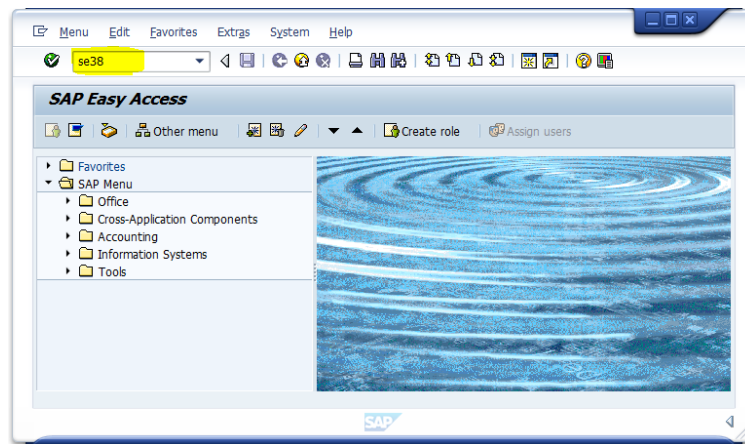 Menu Edit Favorites Extras System Help
se38
SAP Easy Access
Other menu Create role Assign users
Favorites
SAP Menu
Office
Cross-Application Components
Accounting
Information Systems
Tools
SAP